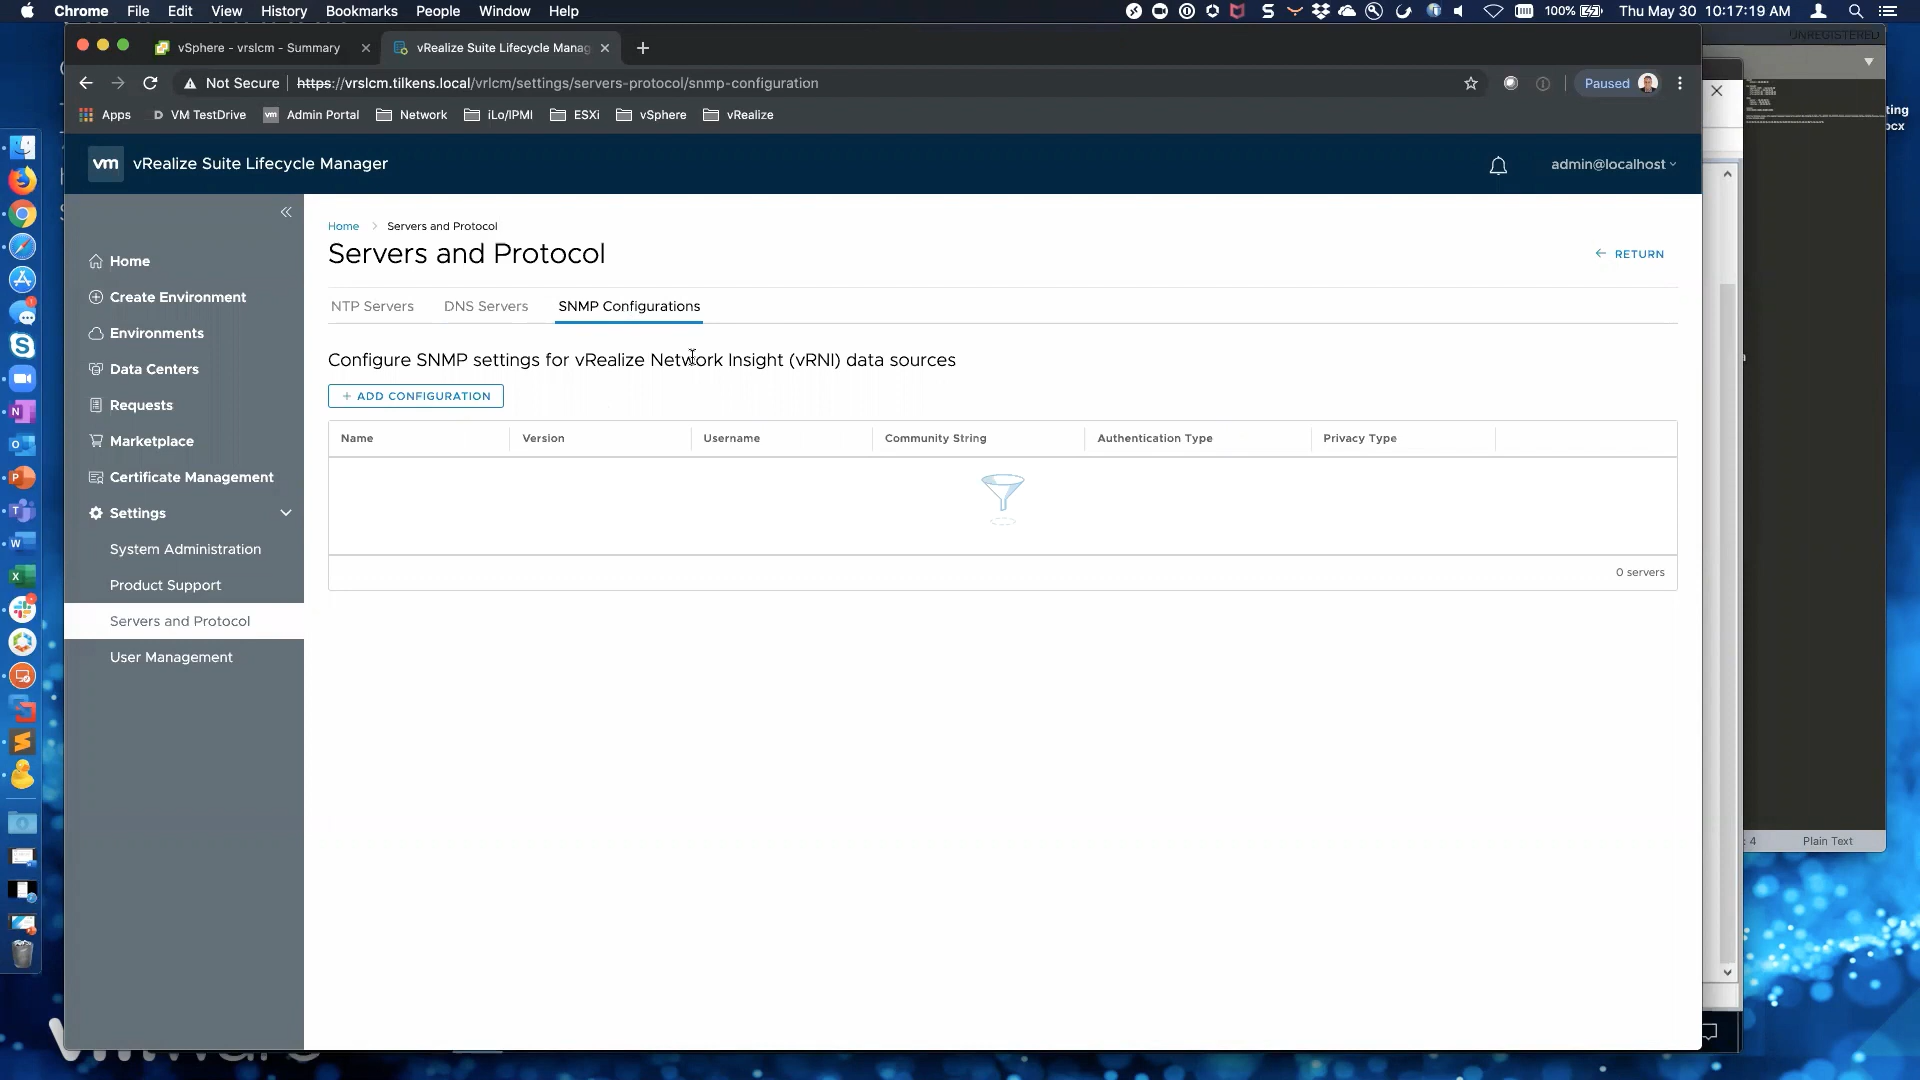 Chrome File Edit View History Bookmarks People Window Help
100% Thu May 30 10:17:19 AM
UNREGISTERED
vSphere - vrslcm - Summary
vRealize Suite Lifecycle Manag
Not Secure https://vrslcm.tilkens.local/vrlcm/settings/servers-protocol/snmp-configuration
Paused
Apps VM TestDrive Admin Portal Network iLo/IPMI ESXi vSphere vRealize
vm vRealize Suite Lifecycle Manager
admin@localhost
Home
Create Environment
Environments
Data Centers
Requests
Marketplace
Certificate Management
Settings
System Administration
Product Support
Servers and Protocol
User Management
Home > Servers and Protocol
Servers and Protocol
RETURN
NTP Servers DNS Servers SNMP Configurations
Configure SNMP settings for vRealize Network Insight (vRNI) data sources
+ ADD CONFIGURATION
Name Version Username Community String Authentication Type Privacy Type
0 servers
ting
ocx
: 4 Plain Text